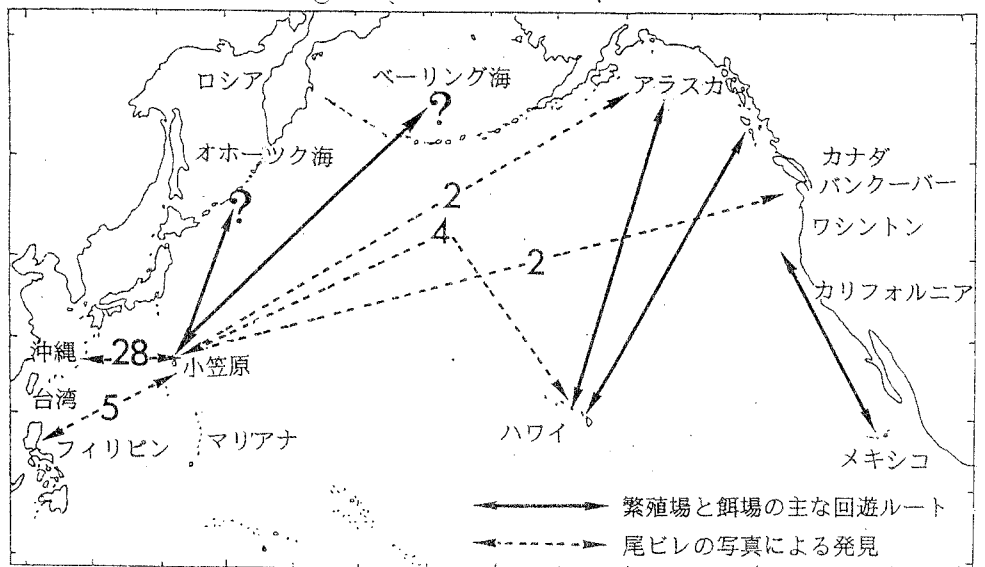 ロシア
ベーリング海
アラスカ
?
オホーツク海
?
カナダ
バンクーバー
2
ワシントン
4
2
カリフォルニア
沖縄
28
小笠原
台湾
5
フィリピン
マリアナ
ハワイ
メキシコ
繁殖場と餌場の主な回遊ルート
尾ビレの写真による発見